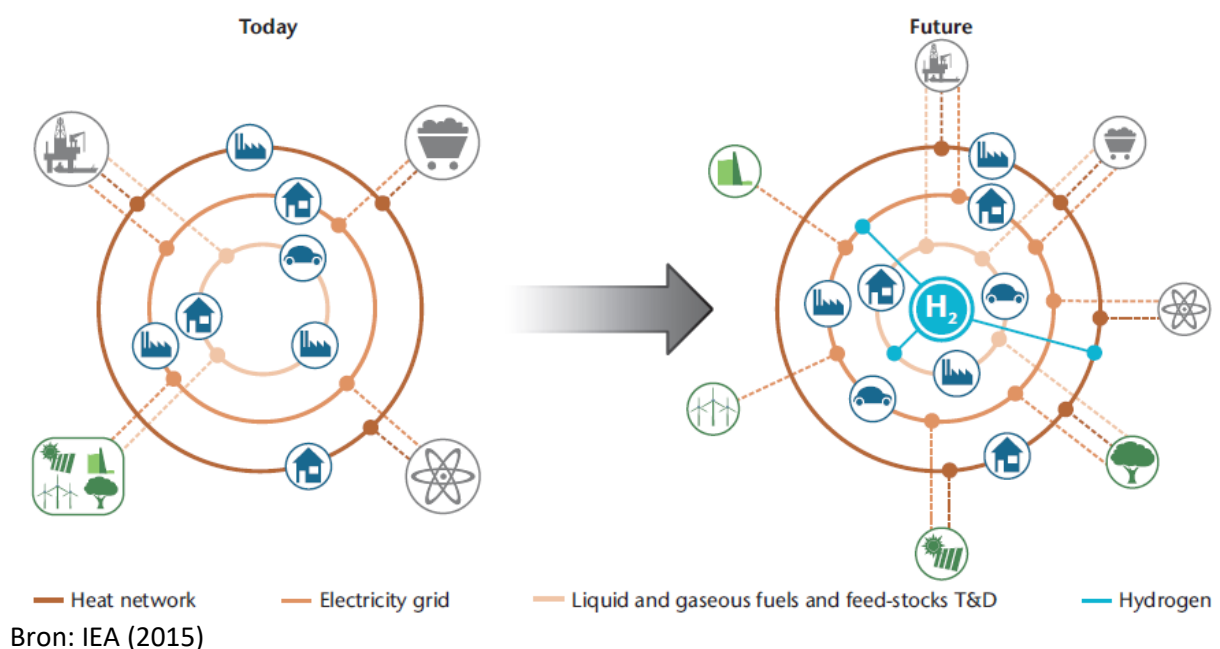 Today
Future
H2
Heat network
Electricity grid
Liquid and gaseous fuels and feed-stocks T&D
Hydrogen
Bron: IEA (2015)